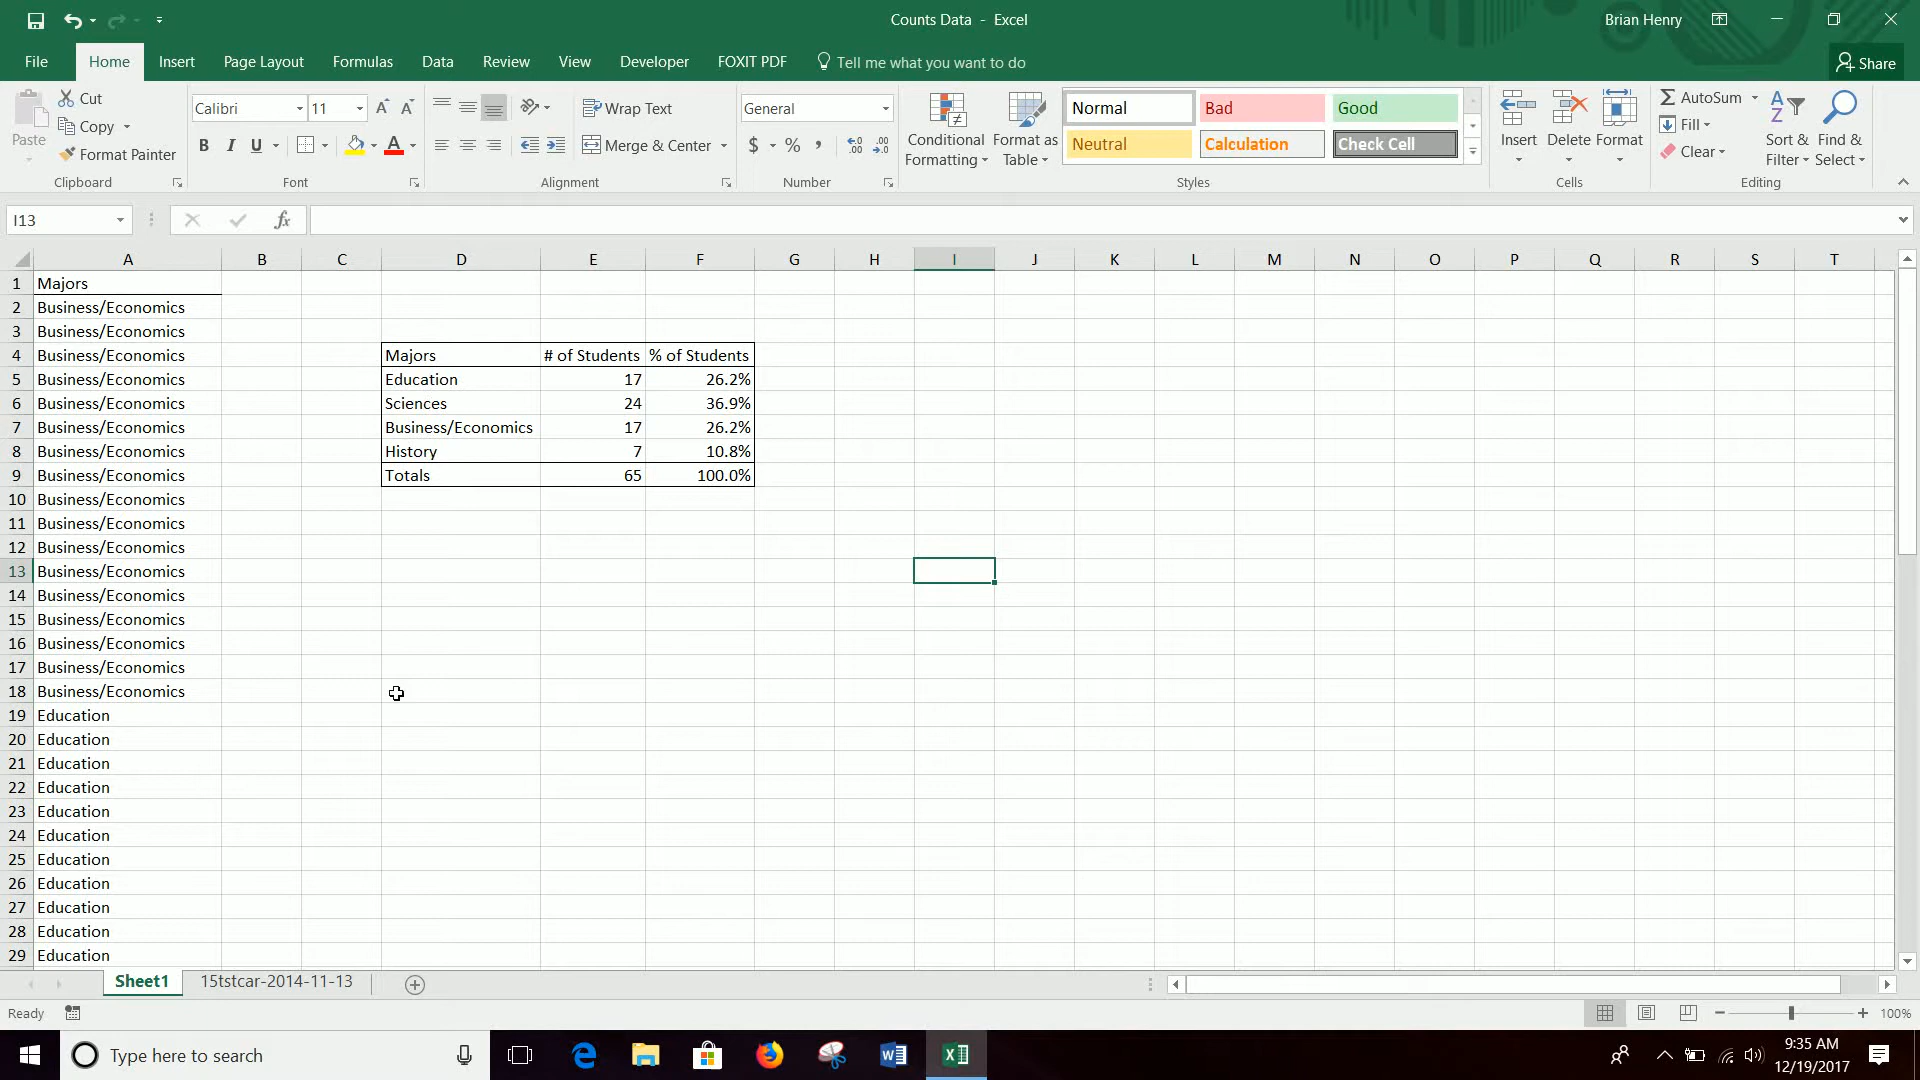 Counts Data - Excel
Brian Henry
File Home Insert Page Layout Formulas Data Review View Developer FOXIT PDF Tell me what you want to do Share
Paste
Cut
Copy
Format Painter
Clipboard
Calibri 11
B I U
Font
Wrap Text
Merge & Center
Alignment
General
$ % ,
Number
Conditional Formatting
Format as Table
Normal Bad Good
Neutral Calculation Check Cell
Styles
Insert Delete Format
Cells
AutoSum
Fill
Clear
Sort & Filter
Find & Select
Editing
I13 fx
A B C D E F G H I J K L M N O P Q R S T
1 Majors
2 Business/Economics
3 Business/Economics
4 Business/Economics Majors # of Students % of Students
5 Business/Economics Education 17 26.2%
6 Business/Economics Sciences 24 36.9%
7 Business/Economics Business/Economics 17 26.2%
8 Business/Economics History 7 10.8%
9 Business/Economics Totals 65 100.0%
10 Business/Economics
11 Business/Economics
12 Business/Economics
13 Business/Economics
14 Business/Economics
15 Business/Economics
16 Business/Economics
17 Business/Economics
18 Business/Economics
19 Education
20 Education
21 Education
22 Education
23 Education
24 Education
25 Education
26 Education
27 Education
28 Education
29 Education
Sheet1 15tstcar-2014-11-13
Ready 100%
Type here to search
9:35 AM
12/19/2017